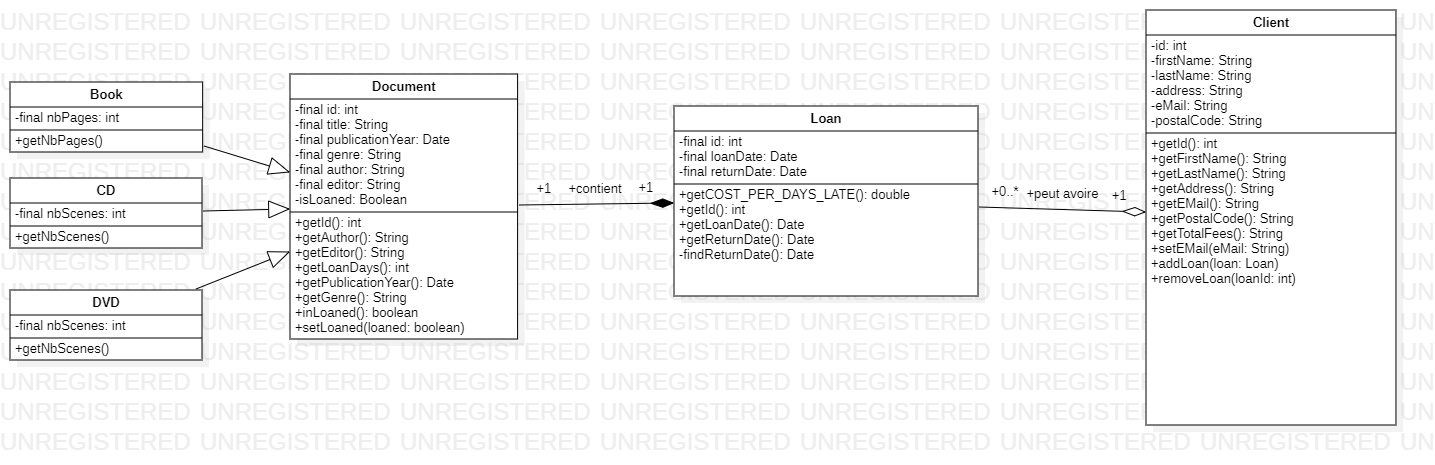 Book
-final nbPages: int
+getNbPages()
CD
-final nbScenes: int
+getNbScenes()
DVD
-final nbScenes: int
+getNbScenes()
Document
-final id: int
-final title: String
-final publicationYear: Date
-final genre: String
-final author: String
-final editor: String
-isLoaned: Boolean
+getId(): int
+getAuthor(): String
+getEditor(): String
+getLoanDays(): int
+getPublicationYear(): Date
+getGenre(): String
+inLoaned(): boolean
+setLoaned(loaned: boolean)
+1 +contient +1
Loan
-final id: int
-final loanDate: Date
-final returnDate: Date
+getCOST_PER_DAYS_LATE(): double
+getId(): int
+getLoanDate(): Date
+getReturnDate(): Date
-findReturnDate(): Date
+0..* +peut avoire +1
Client
-id: int
-firstName: String
-lastName: String
-address: String
-eMail: String
-postalCode: String
+getId(): int
+getFirstName(): String
+getLastName(): String
+getAddress(): String
+getEMail(): String
+getPostalCode(): String
+getTotalFees(): String
+setEMail(eMail: String)
+addLoan(loan: Loan)
+removeLoan(loanId: int)
UNREGISTERED